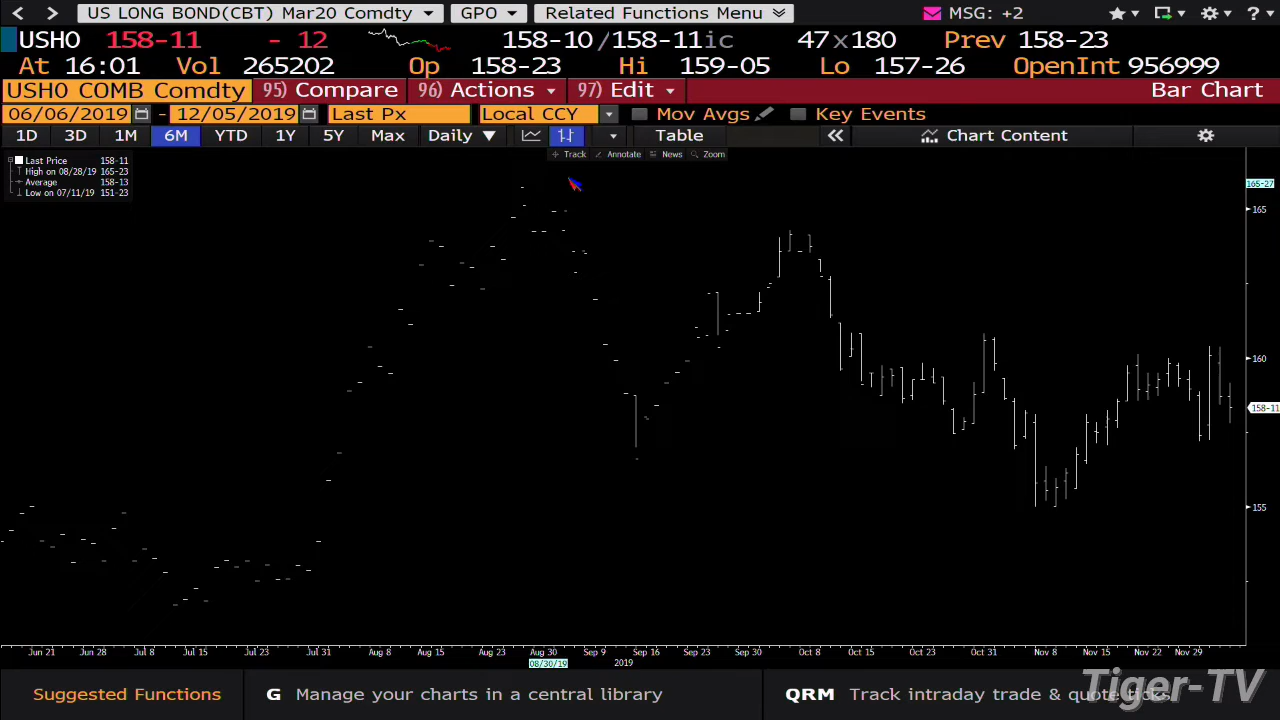 US LONG BOND(CBT) Mar20 Comdty GPO Related Functions Menu MSG: +2
USH0 158-11 - 12 158-10 /158-11ic 47x180 Prev 158-23
At 16:01 Vol 265202 Op 158-23 Hi 159-05 Lo 157-26 OpenInt 956999
USH0 COMB Comdty 95) Compare 96) Actions 97) Edit Bar Chart
06/06/2019 - 12/05/2019 Last Px Local CCY Mov Avgs Key Events
1D 3D 1M 6M YTD 1Y 5Y Max Daily Table Chart Content
Track Annotate News Zoom
Last Price 158-11
High on 08/28/19 165-23
Average 158-13
Low on 07/11/19 151-23
165-27
165
160
158-11
155
Jun 21 Jun 28 Jul 8 Jul 15 Jul 23 Jul 31 Aug 8 Aug 15 Aug 23 Aug 30 Sep 9 Sep 16 Sep 23 Sep 30 Oct 8 Oct 15 Oct 23 Oct 31 Nov 8 Nov 15 Nov 22 Nov 29
08/30/19 2019
Suggested Functions G Manage your charts in a central library QRM Track intraday trade & quote ticks
Tiger-TV